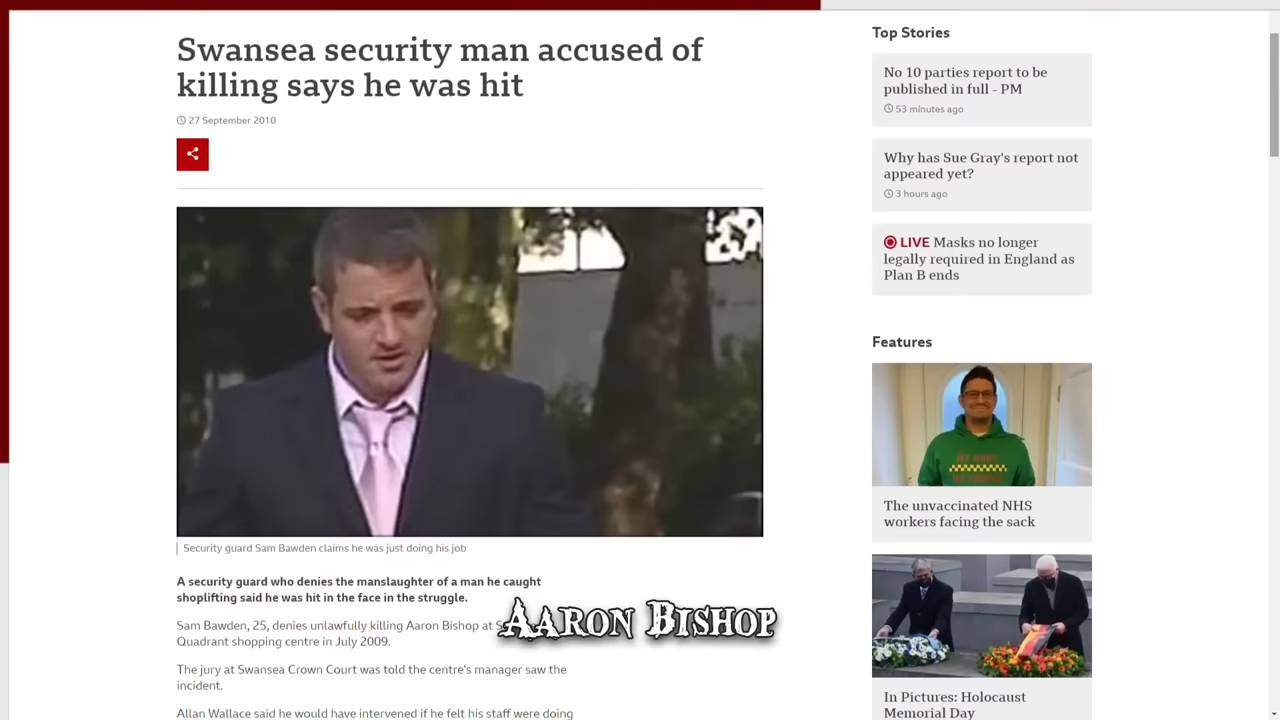 Swansea security man accused of
killing says he was hit
27 September 2010
Security guard Sam Bawden claims he was just doing his job
A security guard who denies the manslaughter of a man he caught
shoplifting said he was hit in the face in the struggle.
Sam Bawden, 25, denies unlawfully killing Aaron Bishop at
Quadrant shopping centre in July 2009.
The jury at Swansea Crown Court was told the centre's manager saw the
incident.
Allan Wallace said he would have intervened if he felt his staff were doing
AARON BISHOP
Top Stories
No 10 parties report to be
published in full - PM
53 minutes ago
Why has Sue Gray's report not
appeared yet?
3 hours ago
LIVE Masks no longer
legally required in England as
Plan B ends
Features
The unvaccinated NHS
workers facing the sack
In Pictures: Holocaust
Memorial Day